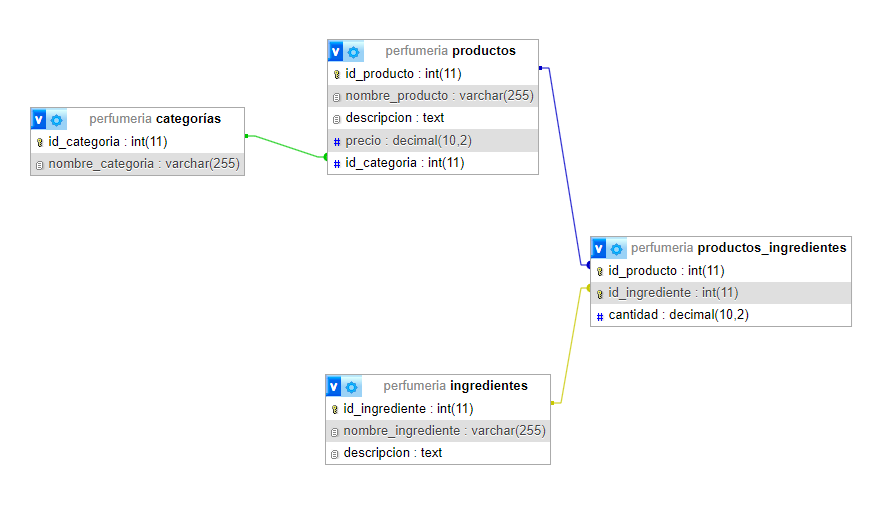 perfumeria productos
id_producto : int(11)
nombre_producto : varchar(255)
descripcion : text
# precio : decimal(10,2)
# id_categoria : int(11)
perfumeria categorías
id_categoria : int(11)
nombre_categoria : varchar(255)
perfumeria productos_ingredientes
id_producto : int(11)
id_ingrediente : int(11)
# cantidad : decimal(10,2)
perfumeria ingredientes
id_ingrediente : int(11)
nombre_ingrediente : varchar(255)
descripcion : text